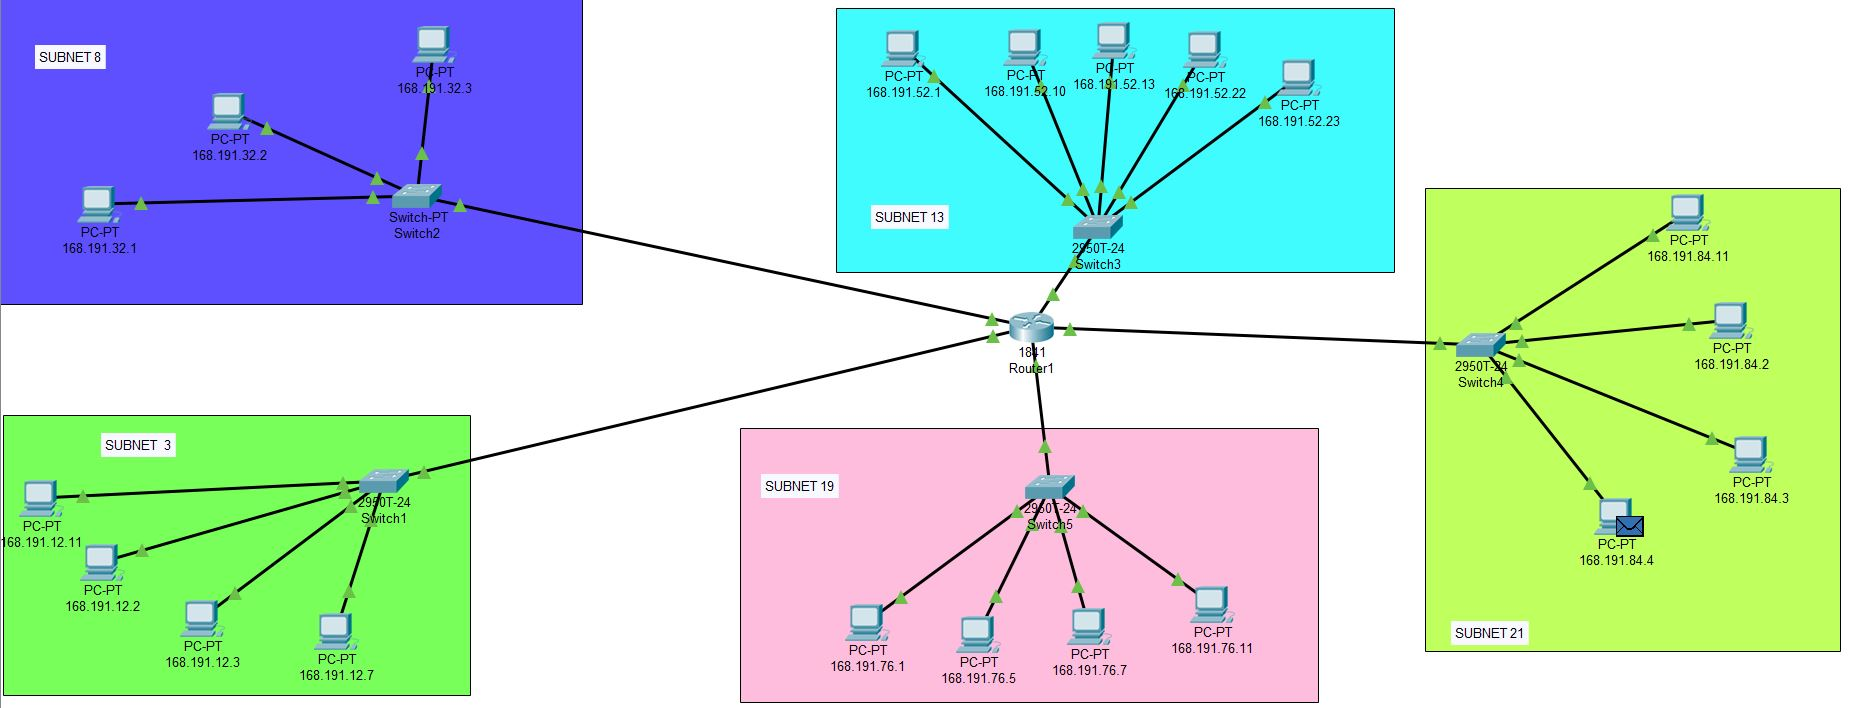 SUBNET 8
PC-PT
168.191.32.3
PC-PT
168.191.32.2
PC-PT
168.191.32.1
Switch-PT
Switch2
PC-PT
168.191.52.1
PC-PT
168.191.52.10
PC-PT
168.191.52.13
PC-PT
168.191.52.22
PC-PT
168.191.52.23
SUBNET 13
2950T-24
Switch3
1841
Router1
PC-PT
168.191.84.11
PC-PT
168.191.84.2
2950T-24
Switch4
PC-PT
168.191.84.3
PC-PT
168.191.84.4
SUBNET 21
SUBNET 3
2950T-24
Switch1
PC-PT
168.191.12.11
PC-PT
168.191.12.2
PC-PT
168.191.12.3
PC-PT
168.191.12.7
SUBNET 19
2950T-24
Switch5
PC-PT
168.191.76.1
PC-PT
168.191.76.5
PC-PT
168.191.76.7
PC-PT
168.191.76.11